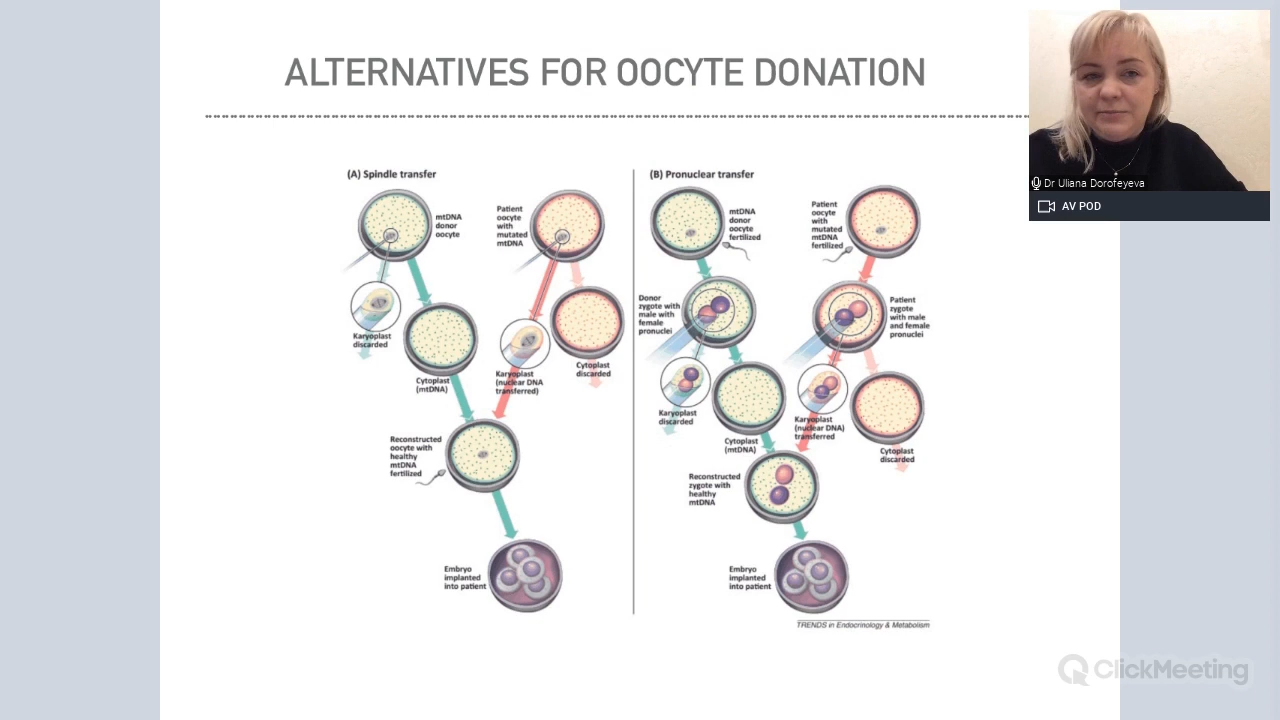 ALTERNATIVES FOR OOCYTE DONATION
Dr Uliana Dorofeyeva
AV POD
(A) Spindle transfer
mtDNA
donor
oocyte
Patient
oocyte
with
mutated
mtDNA
Karyoplast
discarded
Cytoplast
(mtDNA)
Karyoplast
(nuclear DNA
transferred)
Cytoplast
discarded
Reconstructed
oocyte with
healthy
mtDNA
fertilized
Embryo
implanted
into patient
(B) Pronuclear transfer
mtDNA
donor
oocyte
fertilized
Patient
oocyte
with
mutated
mtDNA
fertilized
Donor
zygote with
male with
female
pronuclei
Patient
zygote
with male
and female
pronuclei
Karyoplast
discarded
Cytoplast
(mtDNA)
Karyoplast
(nuclear DNA)
transferred
Cytoplast
discarded
Reconstructed
zygote with
healthy
mtDNA
Embryo
implanted
into patient
TRENDS in Endocrinology & Metabolism
ClickMeeting